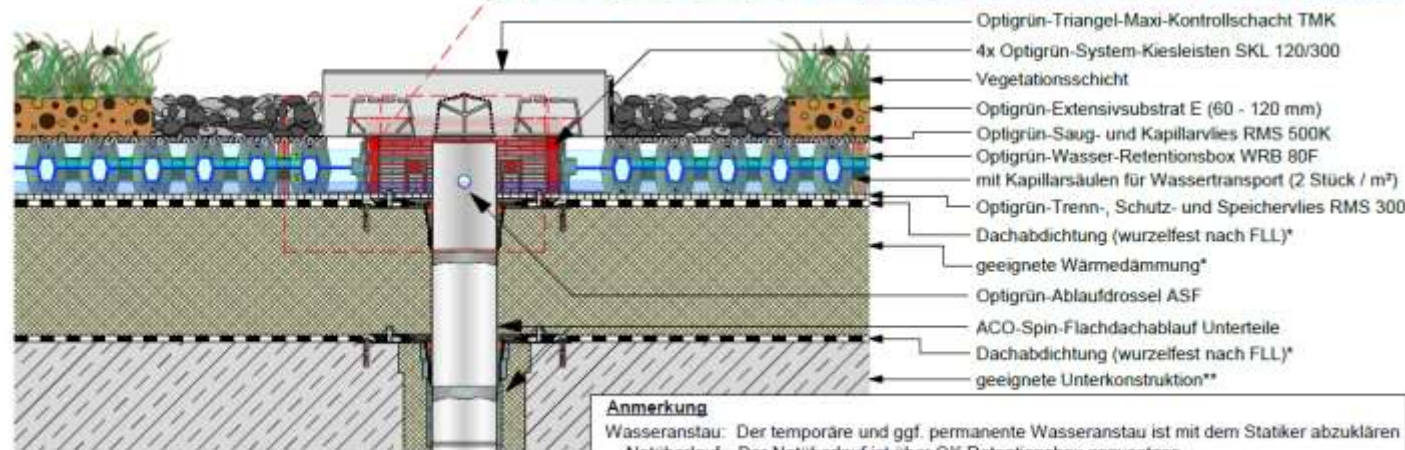 Optigrün-Triangel-Maxi-Kontrollschacht TMK
4x Optigrün-System-Kiesleisten SKL 120/300
Vegetationsschicht
Optigrün-Extensivsubstrat E (60 - 120 mm)
Optigrün-Saug- und Kapillarvlies RMS 500K
Optigrün-Wasser-Retentionsbox WRB 80F
mit Kapillarsäulen für Wassertransport (2 Stück / m²)
Optigrün-Trenn-, Schutz- und Speichervlies RMS 300
Dachabdichtung (wurzelfest nach FLL)*
geeignete Wärmedämmung*
Optigrün-Ablaufdrossel ASF
ACO-Spin-Flachdachablauf Unterteile
Dachabdichtung (wurzelfest nach FLL)*
geeignete Unterkonstruktion**
Anmerkung
Wasseranstau: Der temporäre und ggf. permanente Wasseranstau ist mit dem Statiker abzuklären